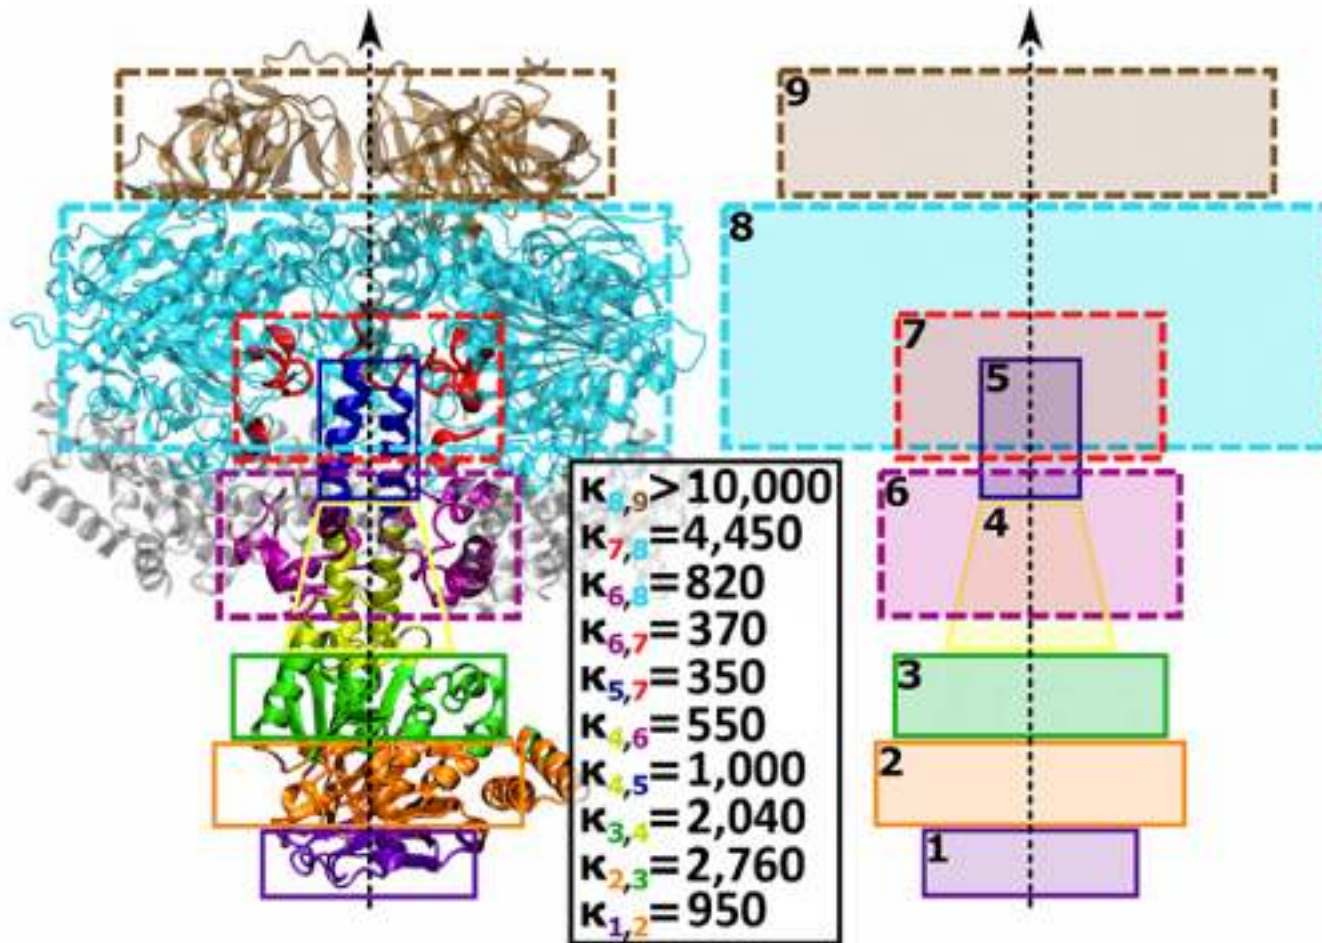 κ8,9 > 10,000
κ7,8 = 4,450
κ6,8 = 820
κ6,7 = 370
κ5,7 = 350
κ4,6 = 550
κ4,5 = 1,000
κ3,4 = 2,040
κ2,3 = 2,760
κ1,2 = 950
9
8
7
5
6
4
3
2
1